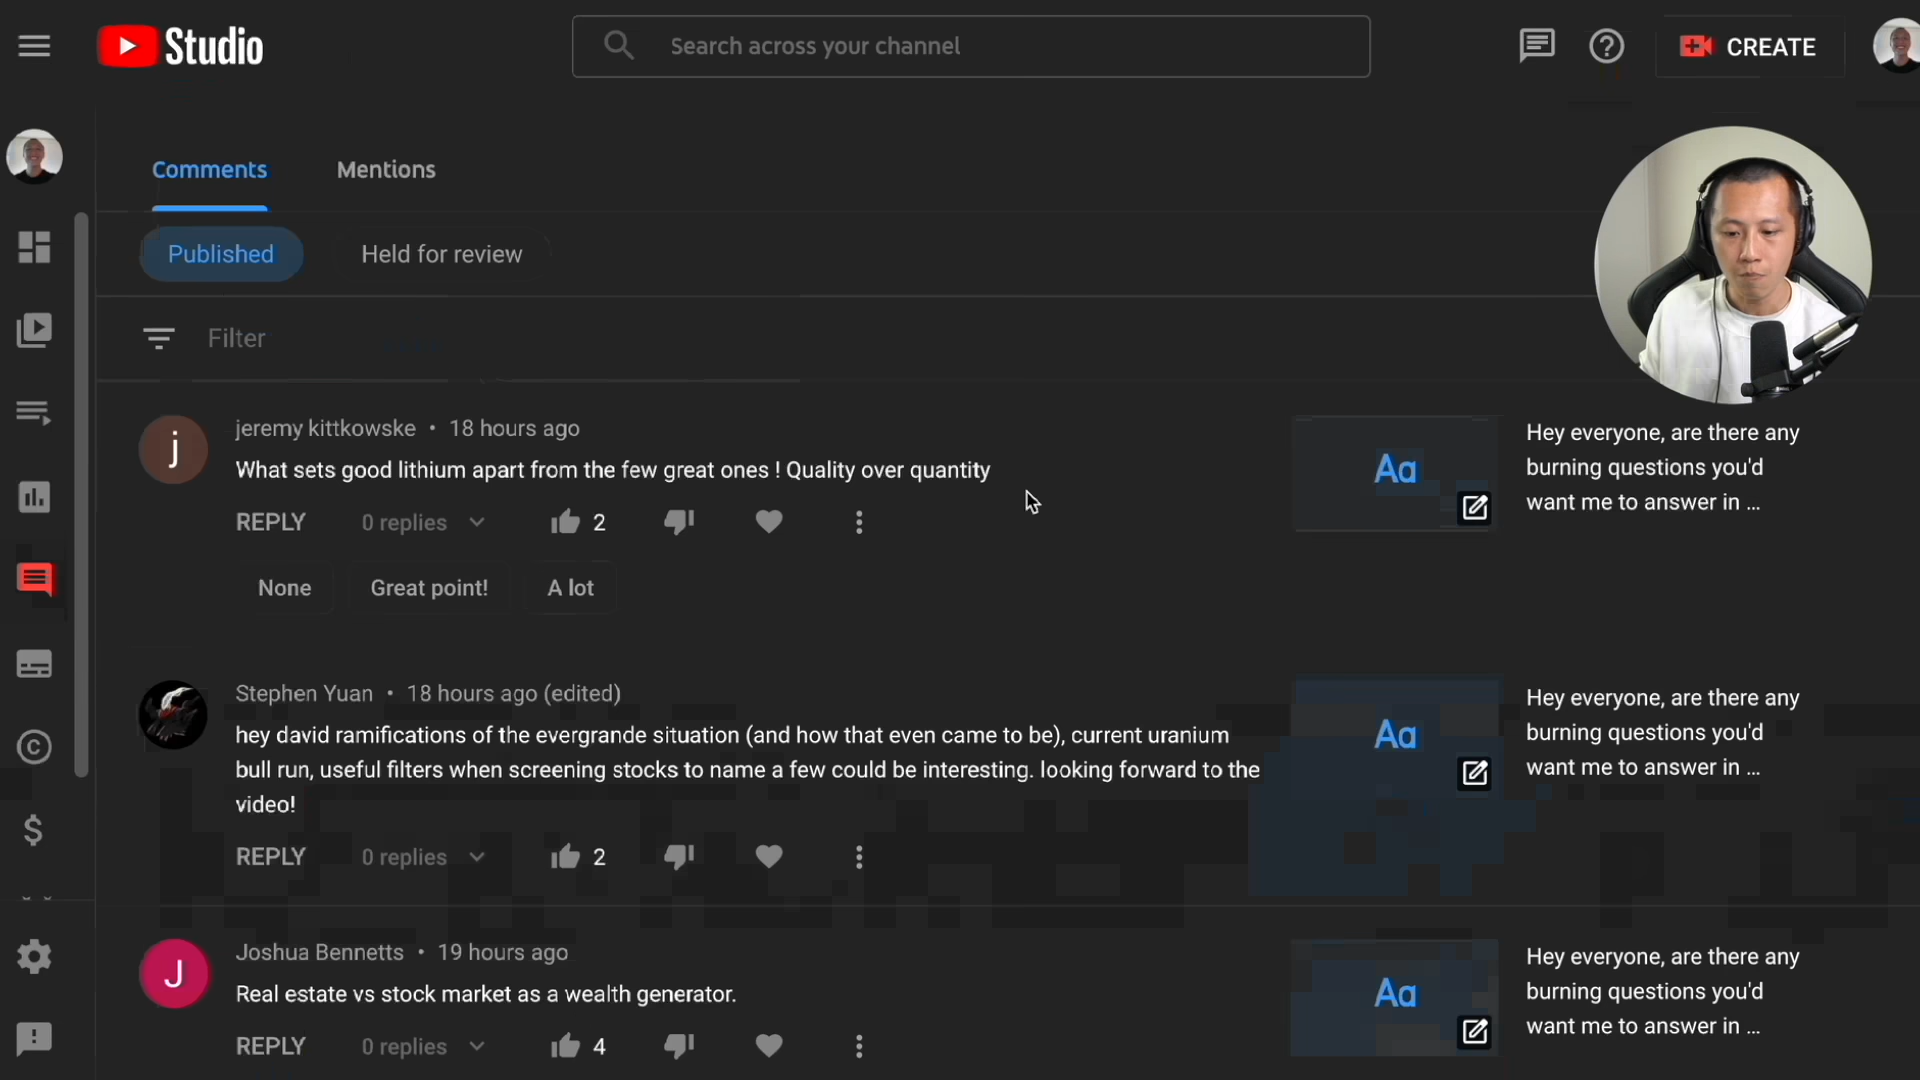 Studio
Search across your channel
CREATE
Comments
Mentions
Published
Held for review
Filter
jeremy kittkowske • 18 hours ago
What sets good lithium apart from the few great ones ! Quality over quantity
REPLY
0 replies
2
None
Great point!
A lot
Aa
Hey everyone, are there any
burning questions you'd
want me to answer in ...
Stephen Yuan • 18 hours ago (edited)
hey david ramifications of the evergrande situation (and how that even came to be), current uranium
bull run, useful filters when screening stocks to name a few could be interesting. looking forward to the
video!
REPLY
0 replies
2
Aa
Hey everyone, are there any
burning questions you'd
want me to answer in ...
J
Joshua Bennetts • 19 hours ago
Real estate vs stock market as a wealth generator.
REPLY
0 replies
4
Aa
Hey everyone, are there any
burning questions you'd
want me to answer in ...